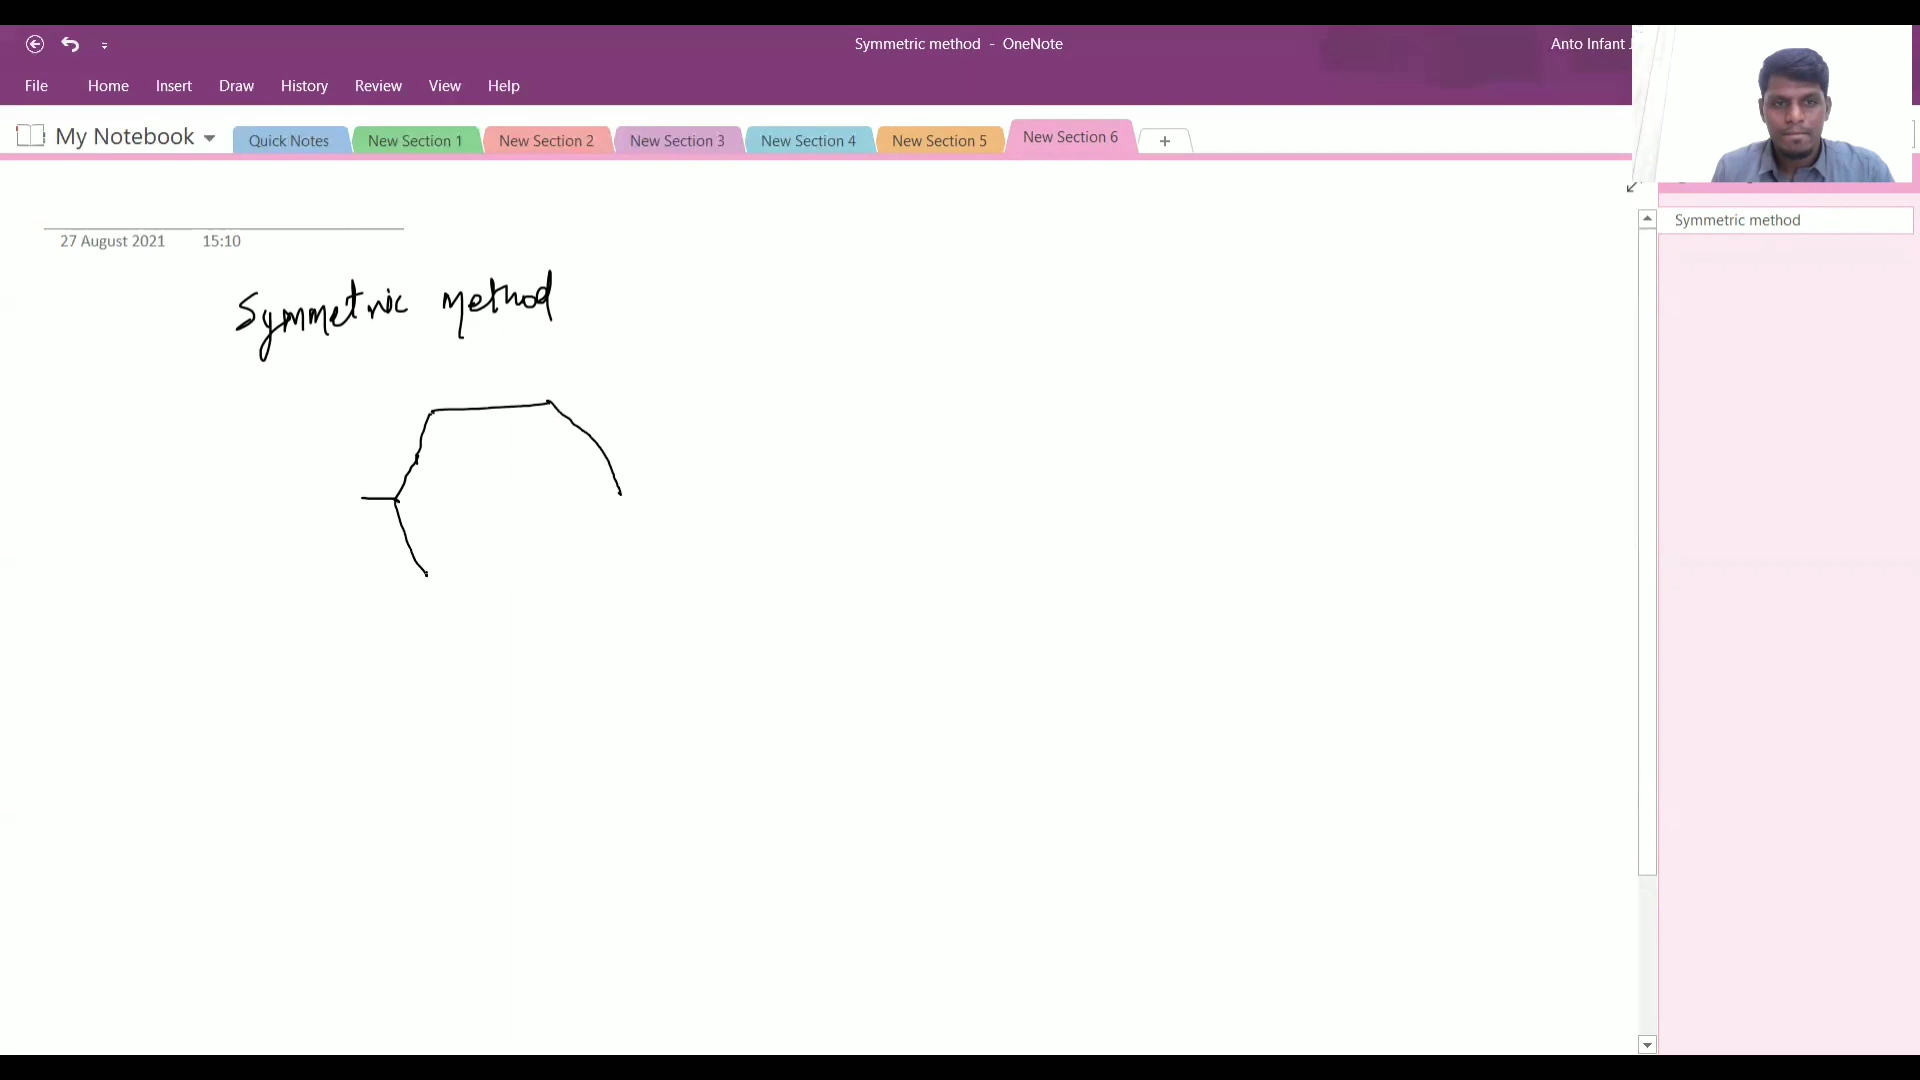 Symmetric method - OneNote
Anto Infant J
File Home Insert Draw History Review View Help
My Notebook
Quick Notes New Section 1 New Section 2 New Section 3 New Section 4 New Section 5 New Section 6 +
Symmetric method
27 August 2021 15:10
Symmetric method